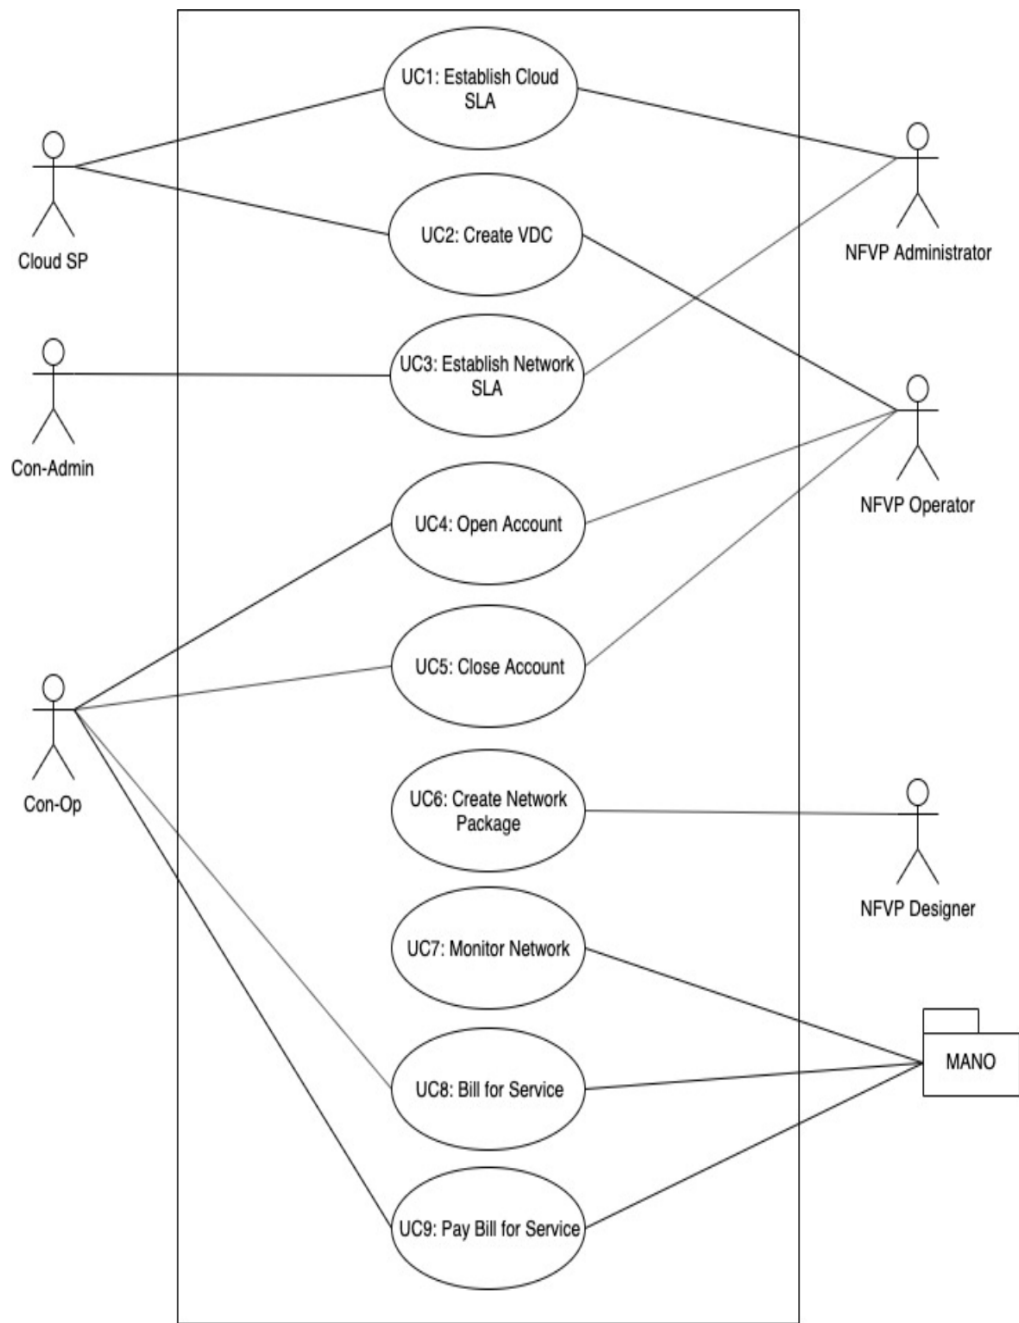 UC1: Establish Cloud
SLA
Cloud SP
NFVP Administrator
UC2: Create VDC
UC3: Establish Network
SLA
Con-Admin
NFVP Operator
UC4: Open Account
UC5: Close Account
Con-Op
UC6: Create Network
Package
NFVP Designer
UC7: Monitor Network
MANO
UC8: Bill for Service
UC9: Pay Bill for Service